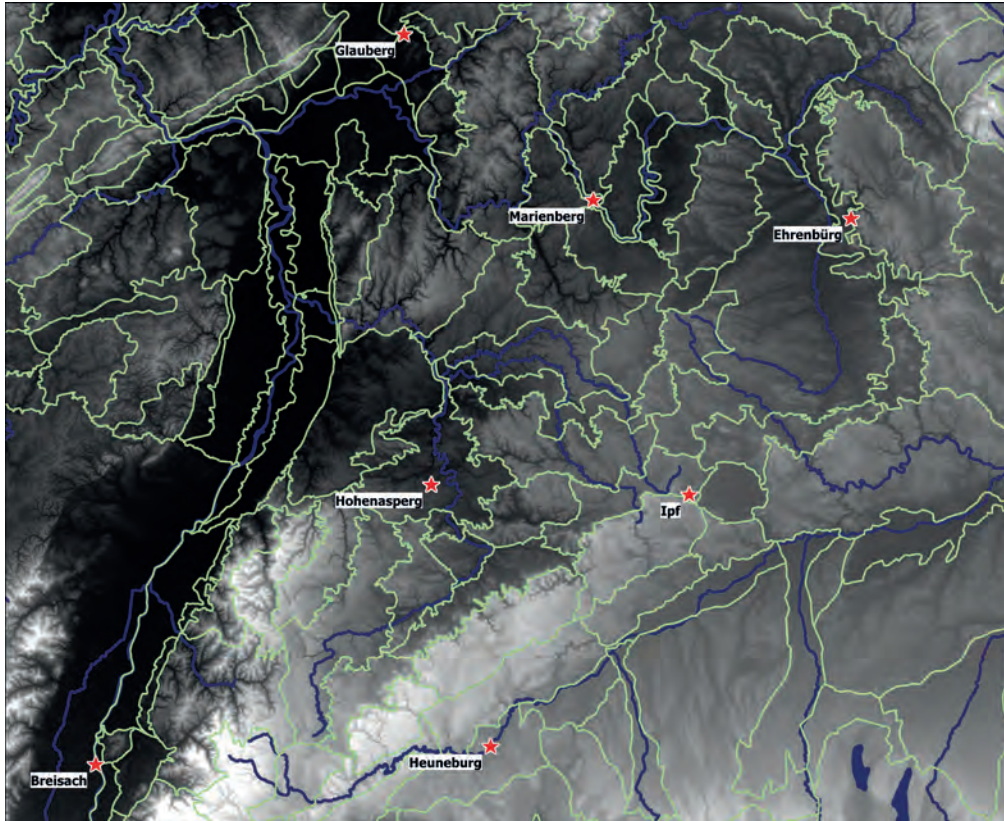 Glauberg
Marienberg
Ehrenbürg
Hohenasperg
Ipf
Heuneburg
Breisach